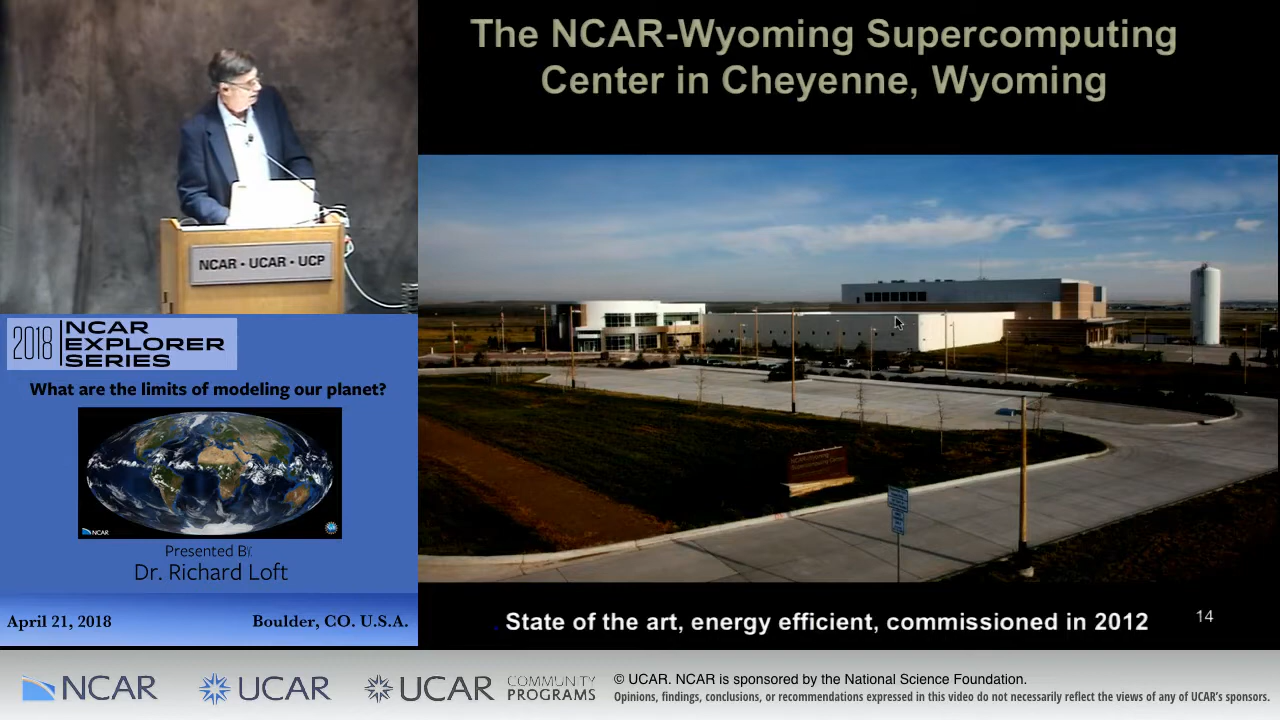 The NCAR-Wyoming Supercomputing
Center in Cheyenne, Wyoming
NCAR • UCAR • UCP
2018 NCAR
EXPLORER
SERIES
What are the limits of modeling our planet?
NCAR
Presented By:
Dr. Richard Loft
April 21, 2018
Boulder, CO. U.S.A.
State of the art, energy efficient, commissioned in 2012
14
NCAR
UCAR
UCAR
COMMUNITY
PROGRAMS
© UCAR. NCAR is sponsored by the National Science Foundation.
Opinions, findings, conclusions, or recommendations expressed in this video do not necessarily reflect the views of any of UCAR's sponsors.